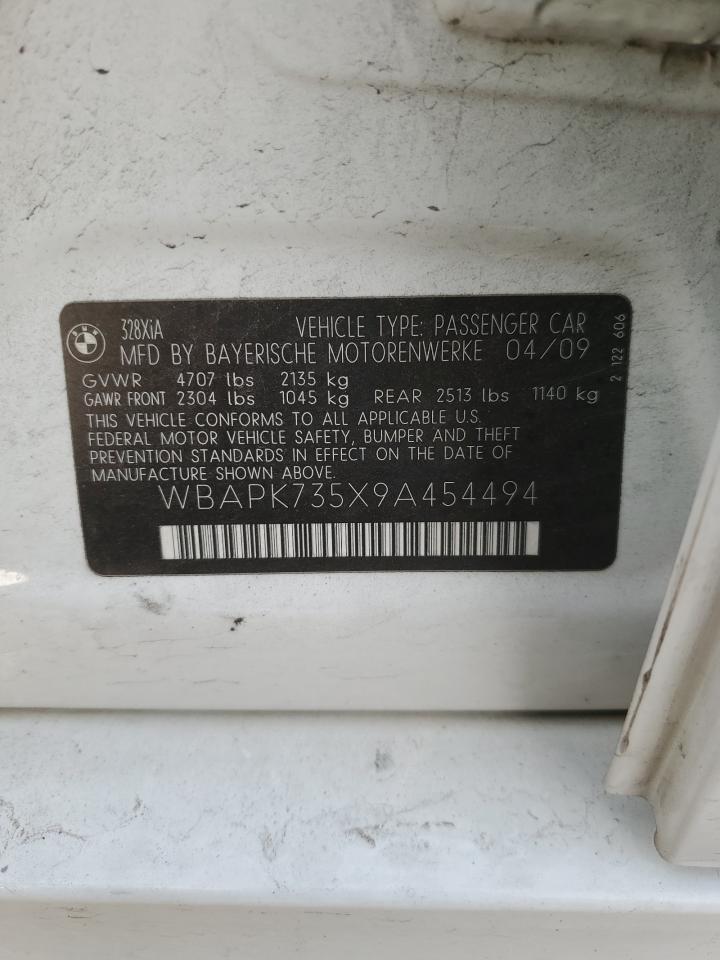 BMW
328XiA VEHICLE TYPE: PASSENGER CAR
MFD BY BAYERISCHE MOTORENWERKE 04/09
GVWR 4707 lbs 2135 kg
GAWR FRONT 2304 lbs 1045 kg REAR 2513 lbs 1140 kg
THIS VEHICLE CONFORMS TO ALL APPLICABLE U.S.
FEDERAL MOTOR VEHICLE SAFETY, BUMPER AND THEFT
PREVENTION STANDARDS IN EFFECT ON THE DATE OF
MANUFACTURE SHOWN ABOVE.
WBAPK735X9A454494
2 122 606